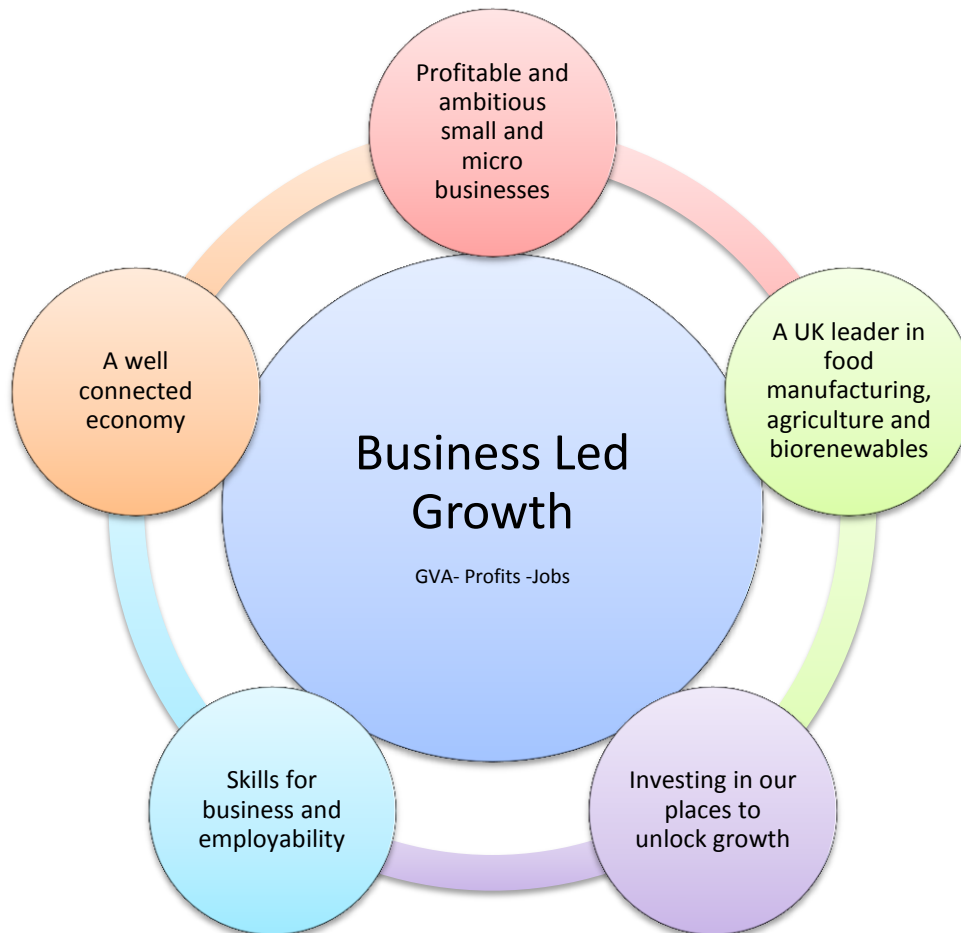 Profitable and
ambitious
small and
micro
businesses
A UK leader in
food
manufacturing,
agriculture and
biorenewables
A well
connected
economy
Business Led
Growth
GVA- Profits -Jobs
Skills for
business and
employability
Investing in our
places to
unlock growth